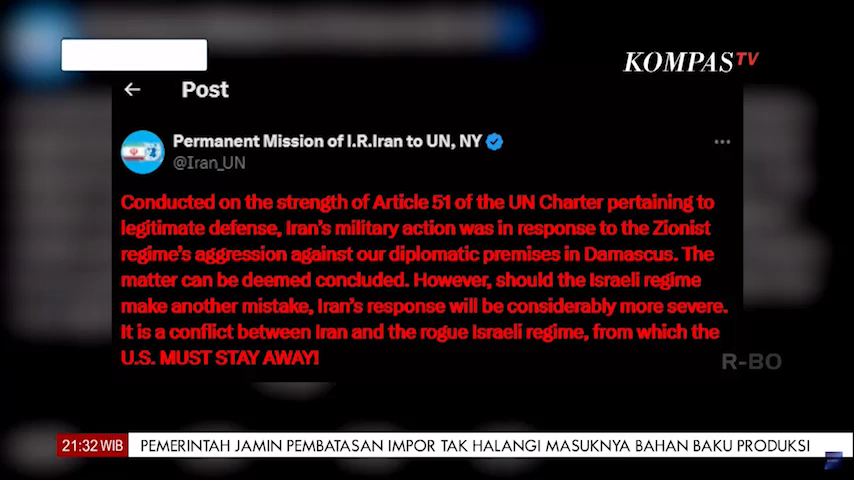 KOMPASTV
Post
Permanent Mission of I.R.Iran to UN, NY
@Iran_UN
Conducted on the strength of Article 51 of the UN Charter pertaining to
legitimate defense, Iran's military action was in response to the Zionist
regime's aggression against our diplomatic premises in Damascus. The
matter can be deemed concluded. However, should the Israeli regime
make another mistake, Iran's response will be considerably more severe.
It is a conflict between Iran and the rogue Israeli regime, from which the
U.S. MUST STAY AWAY!
R-BO
21:32 WIB PEMERINTAH JAMIN PEMBATASAN IMPOR TAK HALANGI MASUKNYA BAHAN BAKU PRODUKSI